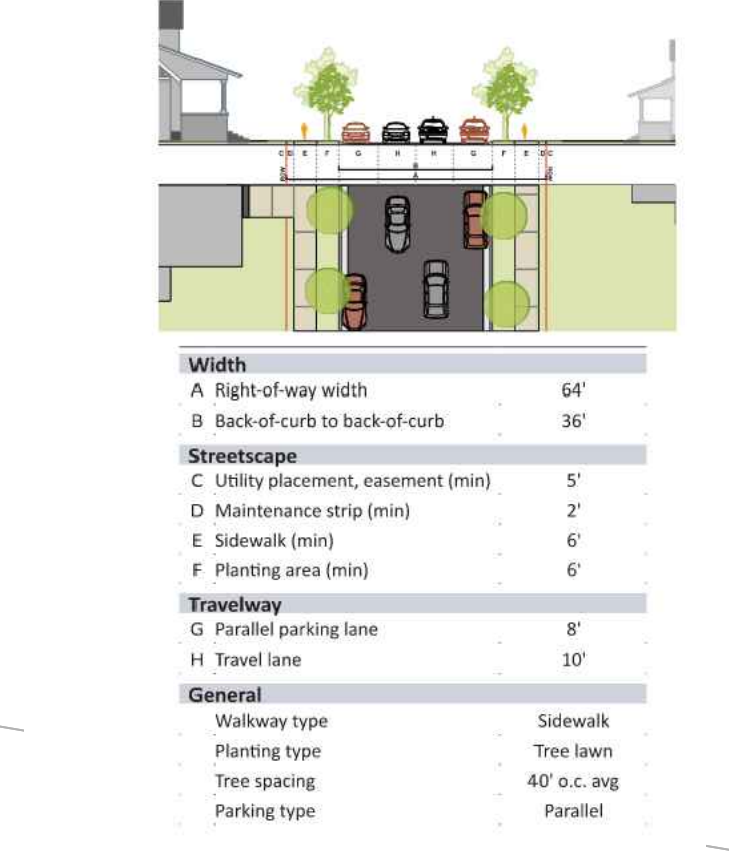 C D E F G H H G F E D C
B
A
ROW ROW
Width
A Right-of-way width 64'
B Back-of-curb to back-of-curb 36'
Streetscape
C Utility placement, easement (min) 5'
D Maintenance strip (min) 2'
E Sidewalk (min) 6'
F Planting area (min) 6'
Travelway
G Parallel parking lane 8'
H Travel lane 10'
General
Walkway type Sidewalk
Planting type Tree lawn
Tree spacing 40' o.c. avg
Parking type Parallel